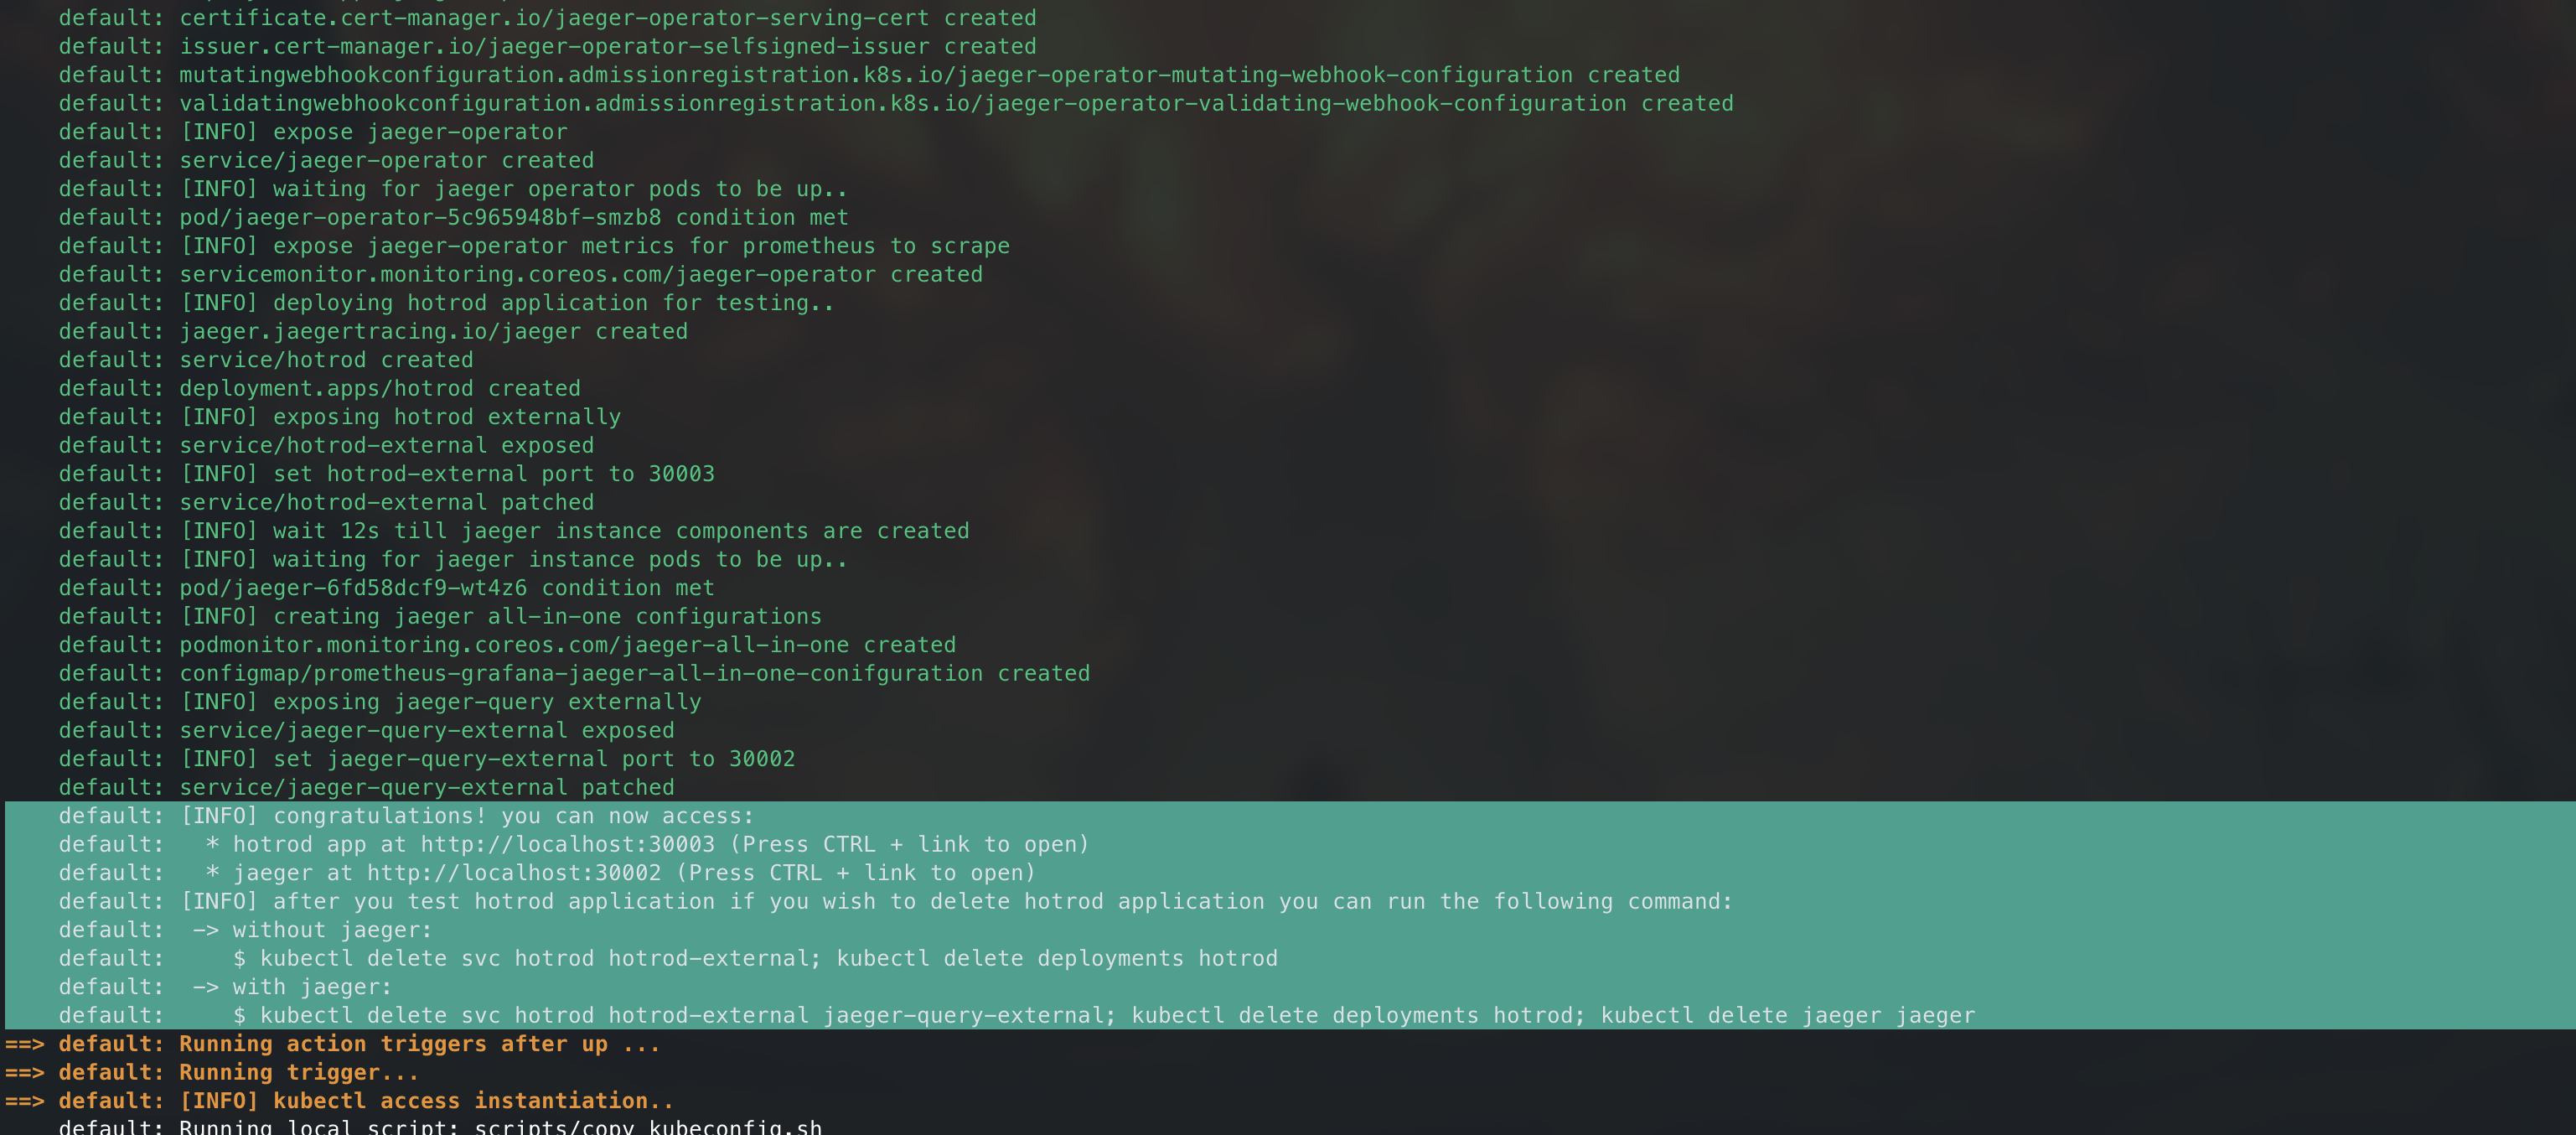 default: certificate.cert-manager.io/jaeger-operator-serving-cert created
default: issuer.cert-manager.io/jaeger-operator-selfsigned-issuer created
default: mutatingwebhookconfiguration.admissionregistration.k8s.io/jaeger-operator-mutating-webhook-configuration created
default: validatingwebhookconfiguration.admissionregistration.k8s.io/jaeger-operator-validating-webhook-configuration created
default: [INFO] expose jaeger-operator
default: service/jaeger-operator created
default: [INFO] waiting for jaeger operator pods to be up..
default: pod/jaeger-operator-5c965948bf-smzb8 condition met
default: [INFO] expose jaeger-operator metrics for prometheus to scrape
default: servicemonitor.monitoring.coreos.com/jaeger-operator created
default: [INFO] deploying hotrod application for testing..
default: jaeger.jaegertracing.io/jaeger created
default: service/hotrod created
default: deployment.apps/hotrod created
default: [INFO] exposing hotrod externally
default: service/hotrod-external exposed
default: [INFO] set hotrod-external port to 30003
default: service/hotrod-external patched
default: [INFO] wait 12s till jaeger instance components are created
default: [INFO] waiting for jaeger instance pods to be up..
default: pod/jaeger-6fd58dcf9-wt4z6 condition met
default: [INFO] creating jaeger all-in-one configurations
default: podmonitor.monitoring.coreos.com/jaeger-all-in-one created
default: configmap/prometheus-grafana-jaeger-all-in-one-conifguration created
default: [INFO] exposing jaeger-query externally
default: service/jaeger-query-external exposed
default: [INFO] set jaeger-query-external port to 30002
default: service/jaeger-query-external patched
default: [INFO] congratulations! you can now access:
default:   * hotrod app at http://localhost:30003 (Press CTRL + link to open)
default:   * jaeger at http://localhost:30002 (Press CTRL + link to open)
default: [INFO] after you test hotrod application if you wish to delete hotrod application you can run the following command:
default:  -> without jaeger:
default:     $ kubectl delete svc hotrod hotrod-external; kubectl delete deployments hotrod
default:  -> with jaeger:
default:     $ kubectl delete svc hotrod hotrod-external jaeger-query-external; kubectl delete deployments hotrod; kubectl delete jaeger jaeger
==> default: Running action triggers after up ...
==> default: Running trigger...
==> default: [INFO] kubectl access instantiation..
default: Running local script: scripts/copy_kubeconfig.sh